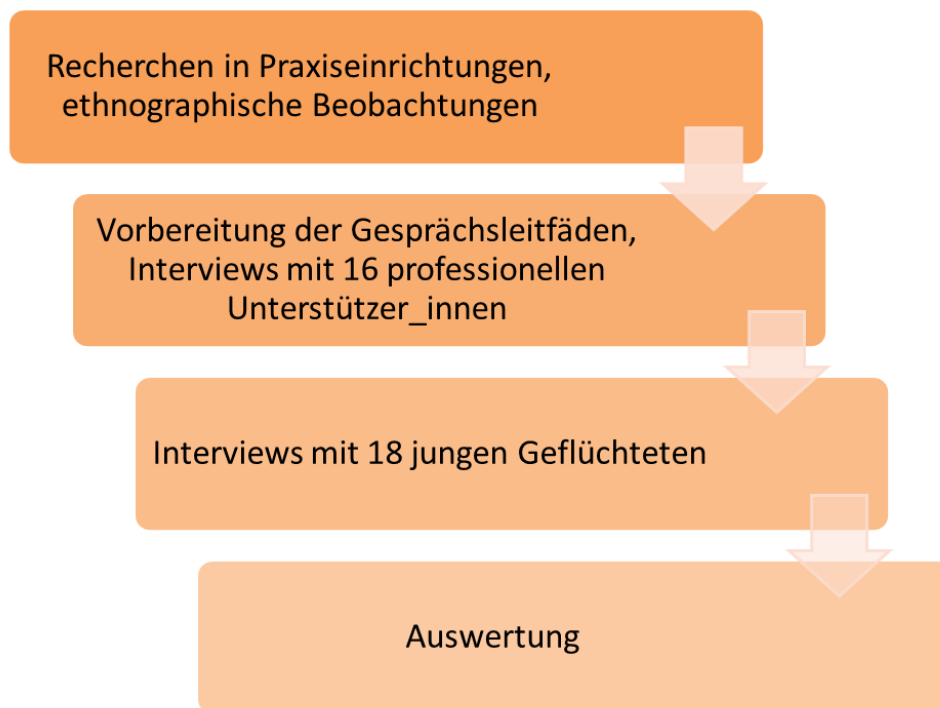 Recherchen in Praxiseinrichtungen,
ethnographische Beobachtungen
Vorbereitung der Gesprächsleitfäden,
Interviews mit 16 professionellen
Unterstützer_innen
Interviews mit 18 jungen Geflüchteten
Auswertung